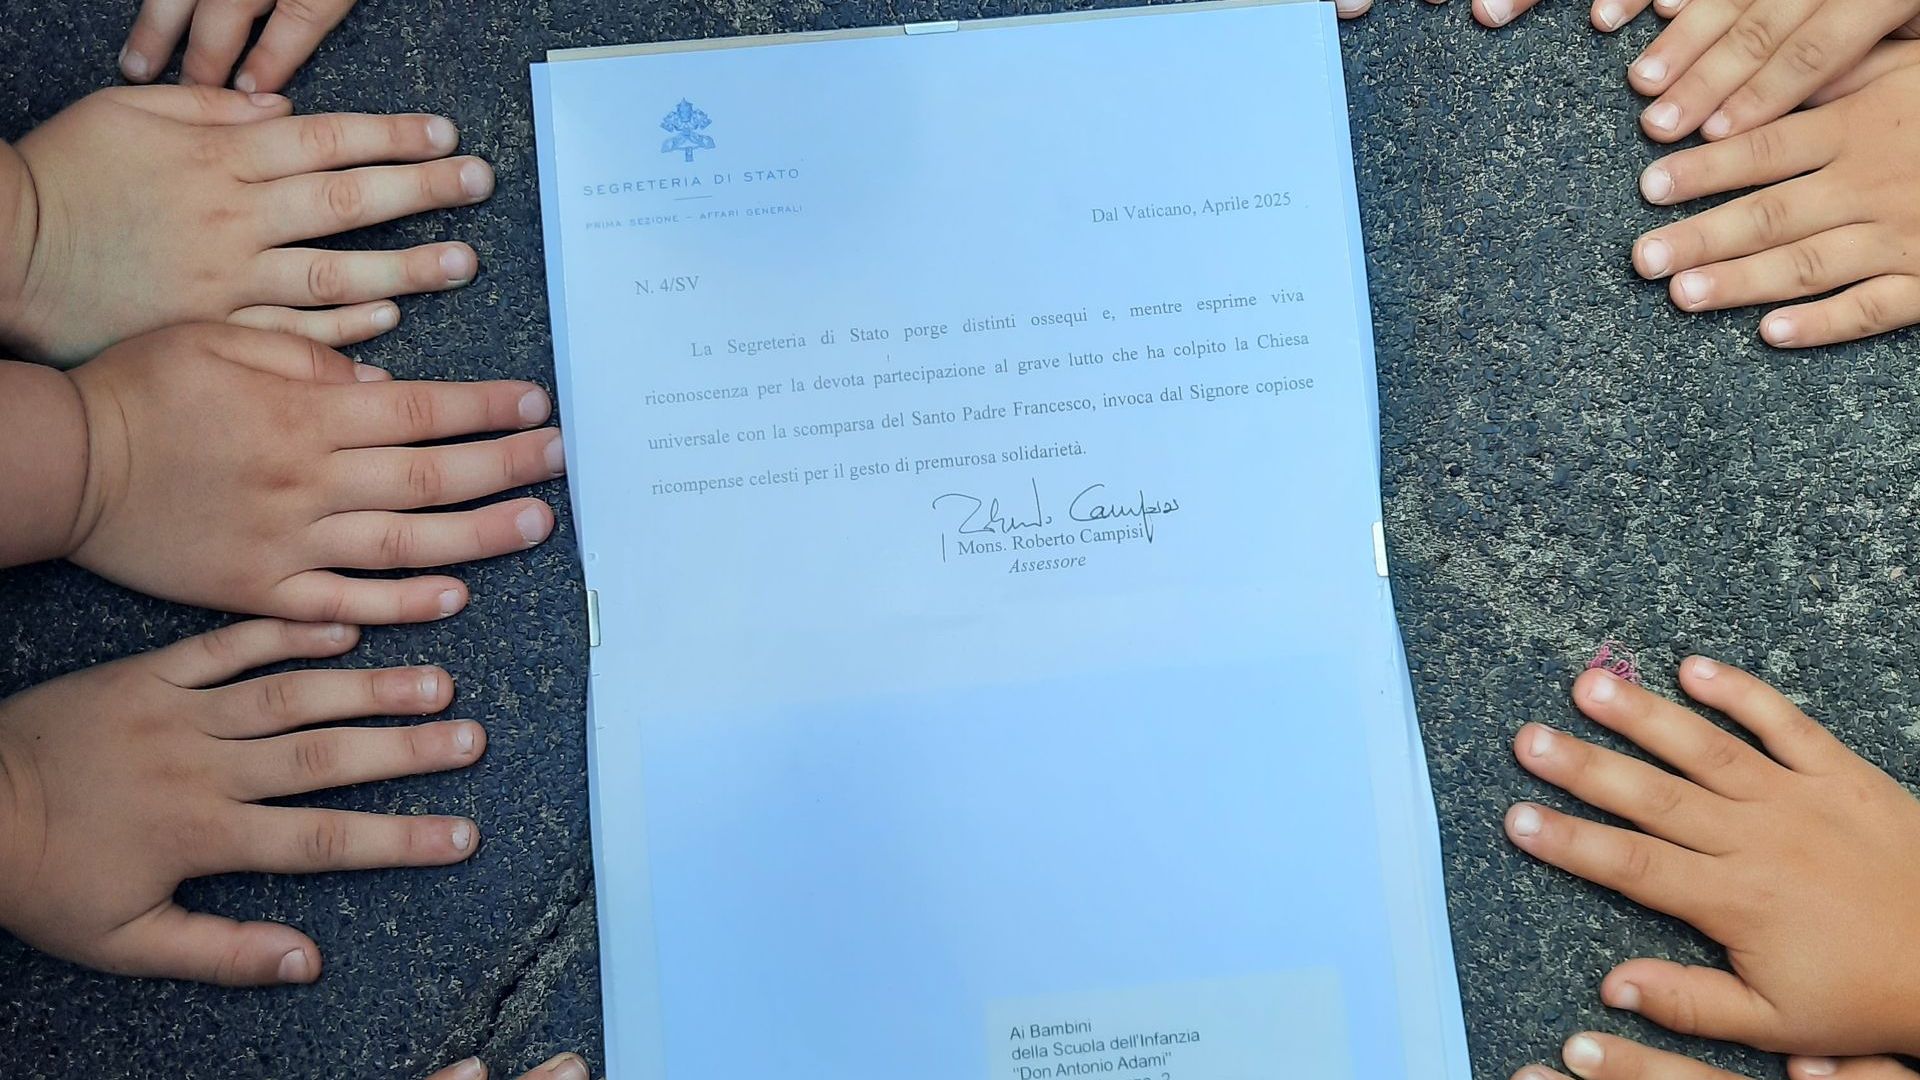 SEGRETERIA DI STATO
PRIMA SEZIONE – AFFARI GENERALI
Dal Vaticano, Aprile 2025
N. 4/SV
La Segreteria di Stato porge distinti ossequi e, mentre esprime viva
riconoscenza per la devota partecipazione al grave lutto che ha colpito la Chiesa
universale con la scomparsa del Santo Padre Francesco, invoca dal Signore copiose
ricompense celesti per il gesto di premurosa solidarietà.
Roberto Campisi
Mons. Roberto Campisi
Assessore
Ai Bambini
della Scuola dell'Infanzia
"Don Antonio Adami"